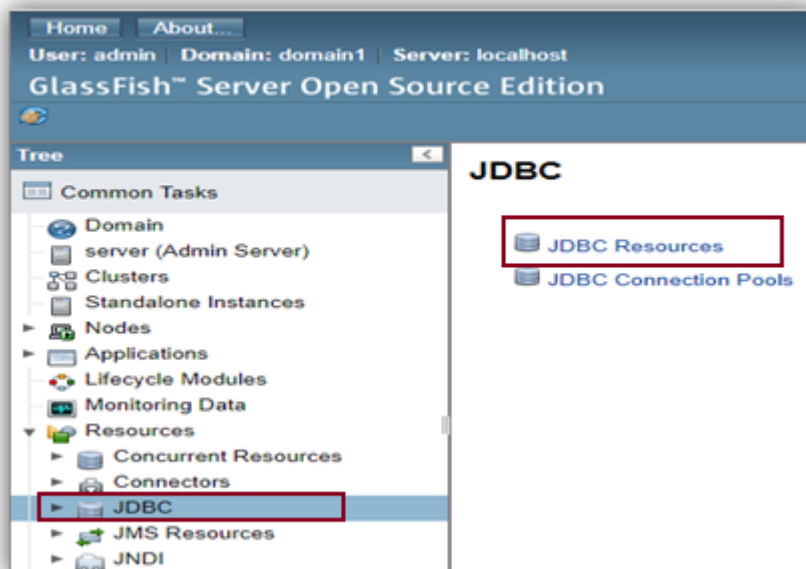 Home About...
User: admin Domain: domain1 Server: localhost
GlassFish™ Server Open Source Edition
Tree
Common Tasks
Domain
server (Admin Server)
Clusters
Standalone Instances
Nodes
Applications
Lifecycle Modules
Monitoring Data
Resources
Concurrent Resources
Connectors
JDBC
JMS Resources
JNDI
JDBC
JDBC Resources
JDBC Connection Pools